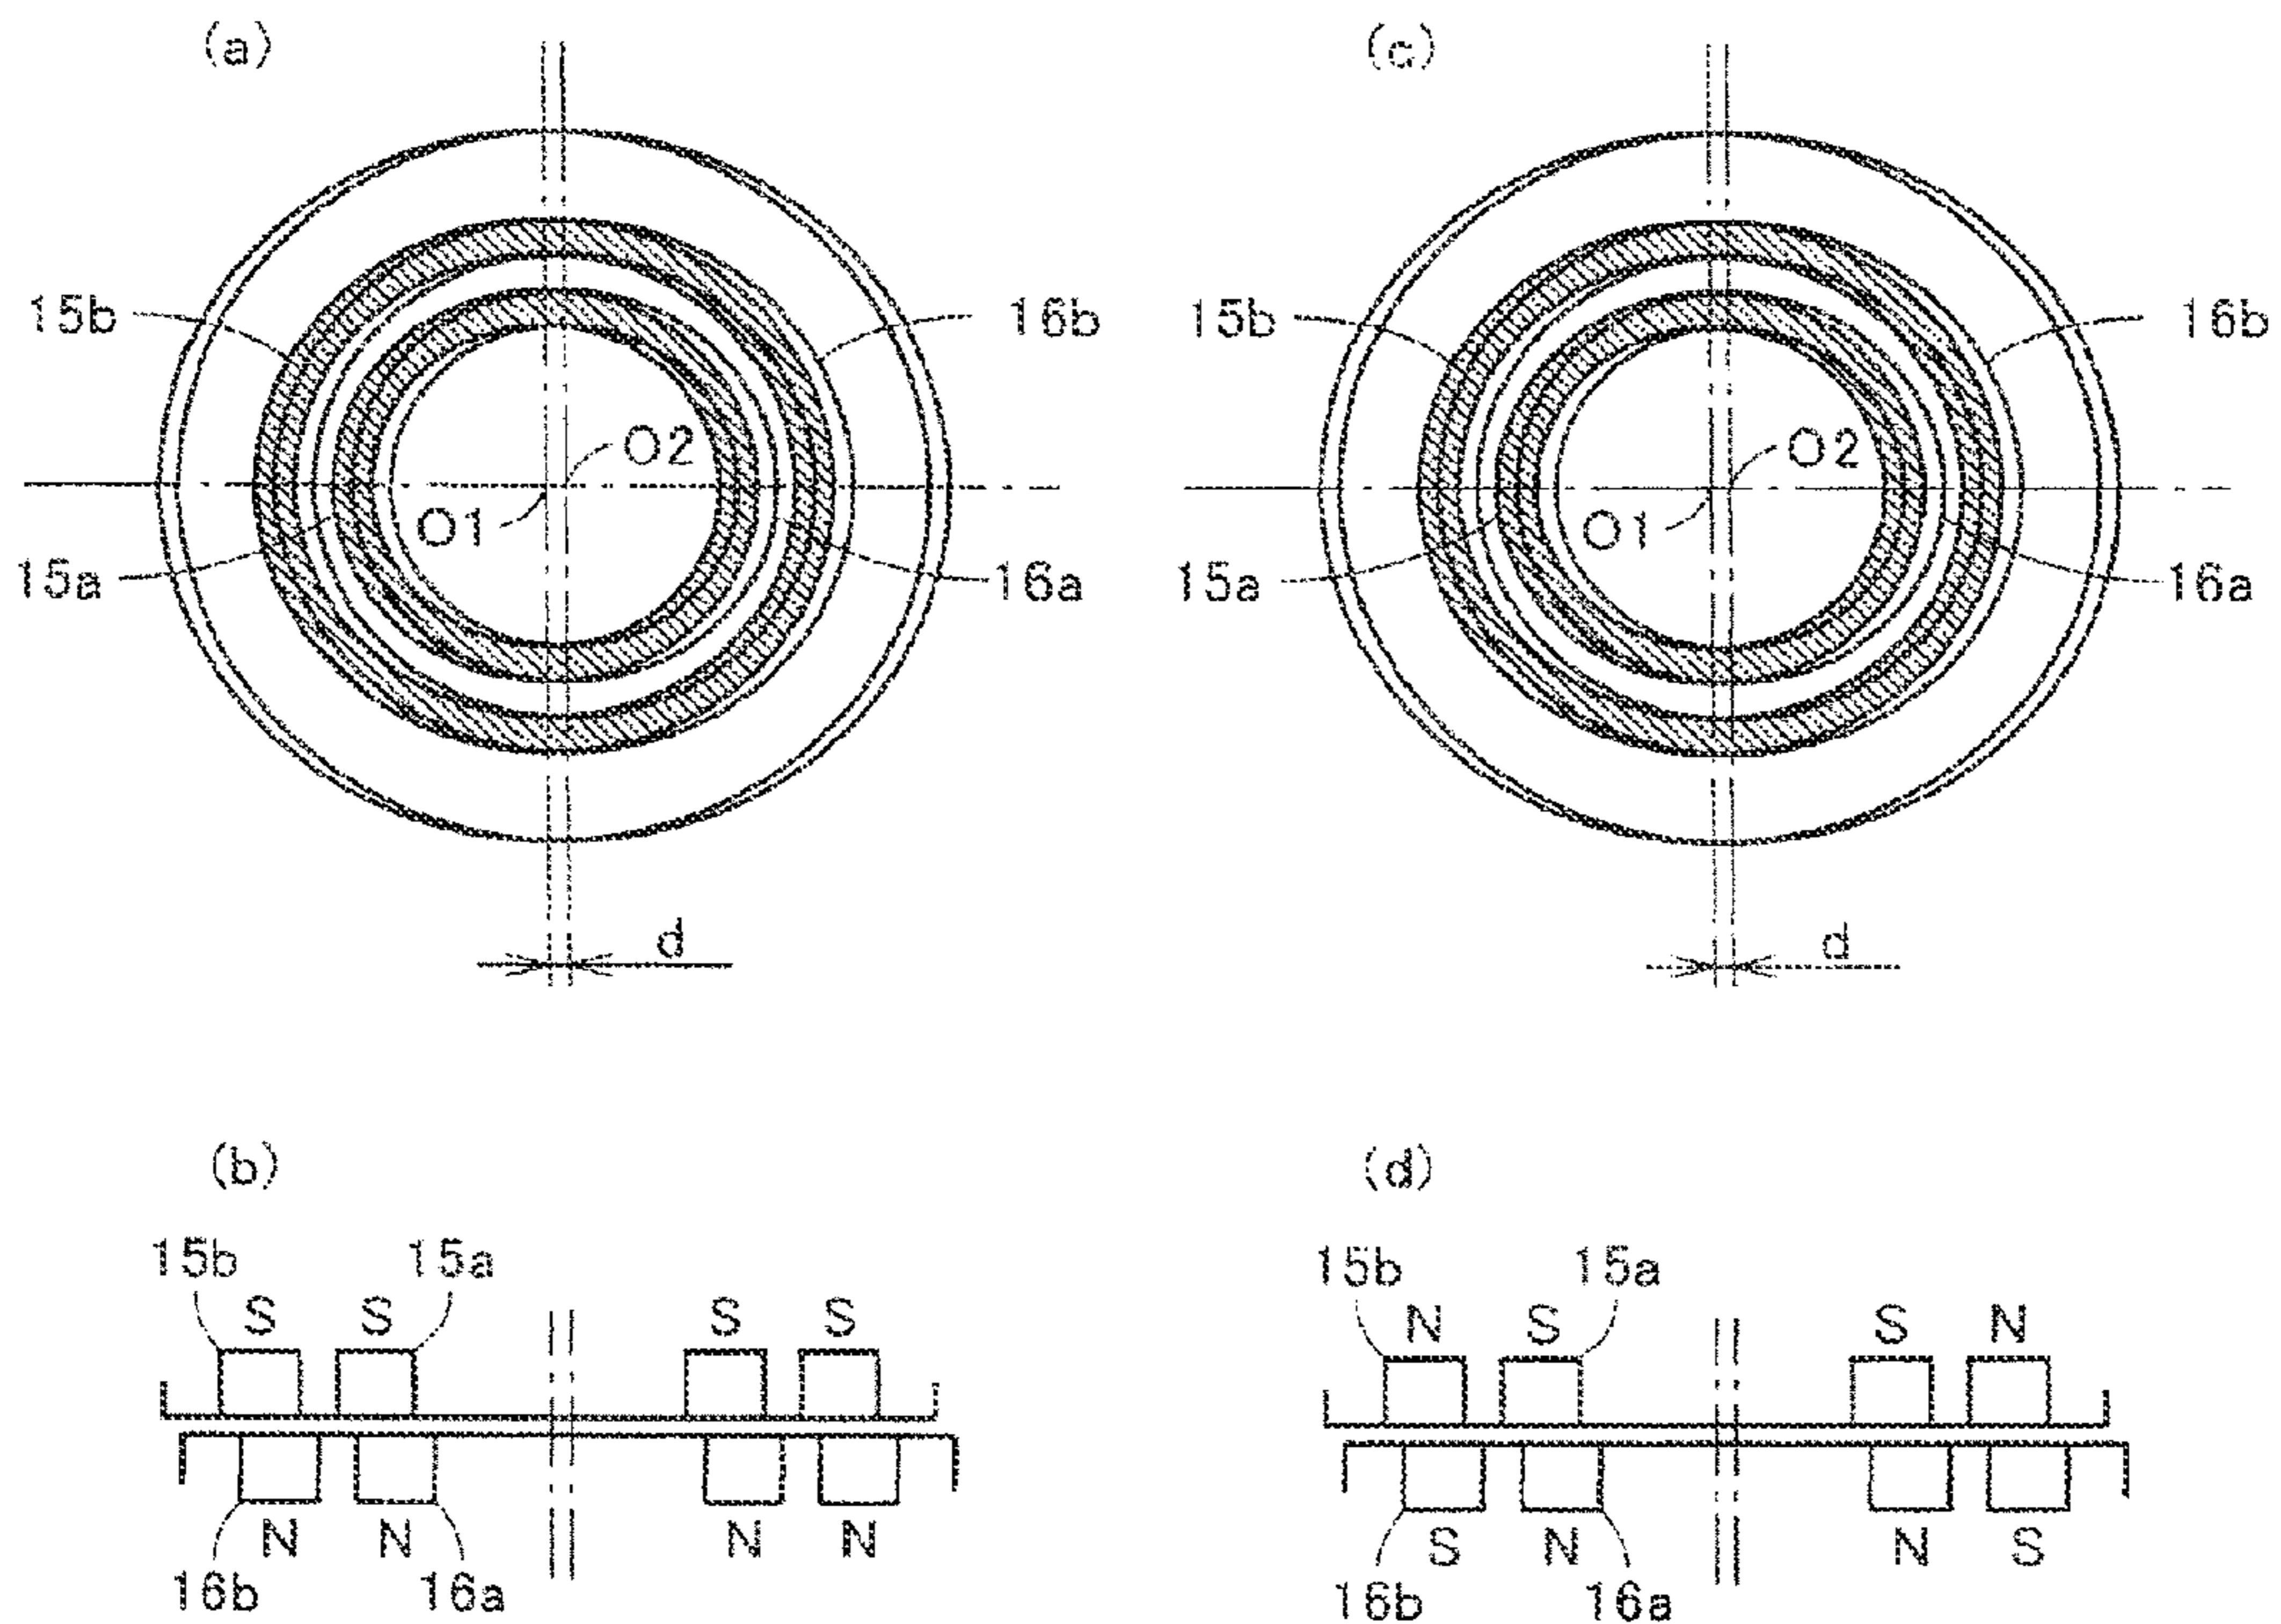 (a)
15b
16b
O2
O1
15a
16a
d
(c)
15b
16b
O2
O1
15a
16a
d
(b)
15b 15a
S S S S
N N N N
16b 16a
(d)
15b 15a
N S S N
S N N S
16b 16a